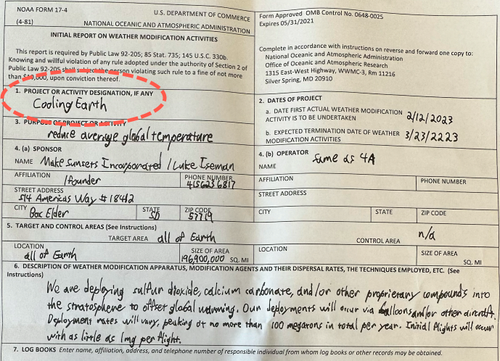 NOAA FORM 17-4
(4-81)
U.S. DEPARTMENT OF COMMERCE
NATIONAL OCEANIC AND ATMOSPHERIC ADMINISTRATION
INITIAL REPORT ON WEATHER MODIFICATION ACTIVITIES
This report is required by Public Law 92-205; 85 Stat. 735; 145 U.S.C. 330b.
Knowing and willful violation of any rule adopted under the authority of Section 2 of
Public Law 92-205 shall subject the person violating such rule to a fine of not more
than $10,000, upon conviction thereof.
Form Approved OMB Control No. 0648-0025
Expires 05/31/2021
Complete in accordance with instructions on reverse and forward one copy to:
National Oceanic and Atmospheric Administration
Office of Oceanic and Atmospheric Research
1315 East-West Highway, WWMC-3, Rm 11216
Silver Spring, MD 20910
1. PROJECT OR ACTIVITY DESIGNATION, IF ANY
Cooling Earth
2. DATES OF PROJECT
a. DATE FIRST ACTUAL WEATHER MODIFICATION
ACTIVITY IS TO BE UNDERTAKEN 2/12/2023
3. PURPOSE OF PROJECT OR ACTIVITY
reduce average global temperature
b. EXPECTED TERMINATION DATE OF WEATHER
MODIFICATION ACTIVITIES 3/23/2223
4. (a) SPONSOR
NAME Make Sunsets Incorporated / Luke Iseman
4. (b) OPERATOR
NAME same as 4A
AFFILIATION
Founder
PHONE NUMBER
4156236817
AFFILIATION
PHONE NUMBER
STREET ADDRESS
514 Americas Way #18412
STREET ADDRESS
CITY
Box Elder
STATE
SD
ZIP CODE
57719
CITY
STATE
ZIP CODE
5. TARGET AND CONTROL AREAS (See Instructions)
TARGET AREA all of Earth
CONTROL AREA n/a
LOCATION
all of Earth
SIZE OF AREA
196,900,000 SQ. MI
LOCATION
SIZE OF AREA
SQ. MI
6. DESCRIPTION OF WEATHER MODIFICATION APPARATUS, MODIFICATION AGENTS AND THEIR DISPERSAL RATES, THE TECHNIQUES EMPLOYED, ETC. (See
Instructions)
We are deploying sulfur dioxide, calcium carbonate, and/or other proprietary compounds into
the stratosphere to offset global warming. Our deployments will occur via balloons and/or other aircraft.
Deployment rates will vary, peaking at no more than 100 megatons in total per year. Initial flights will occur
with as little as 1mg per flight.
7. LOG BOOKS Enter name, affiliation, address, and telephone number of responsible individual from whom log books or other records may be obtained.